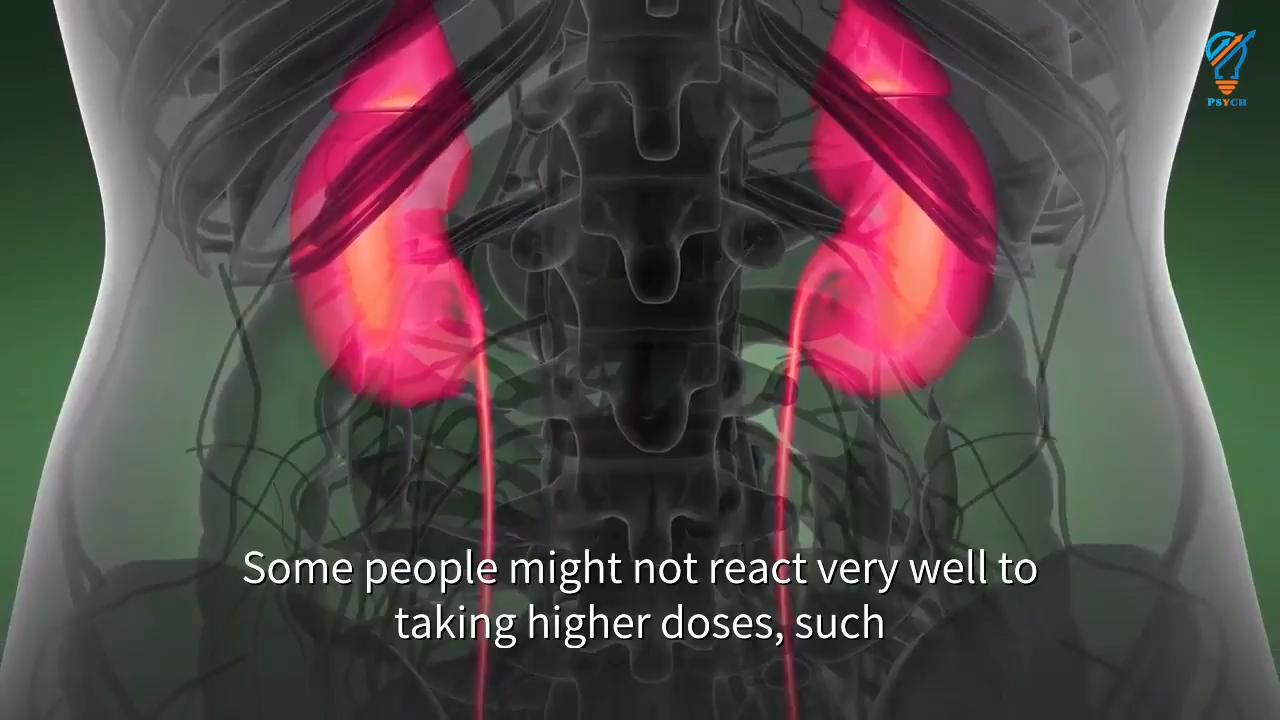 PSYCH
Some people might not react very well to
taking higher doses, such